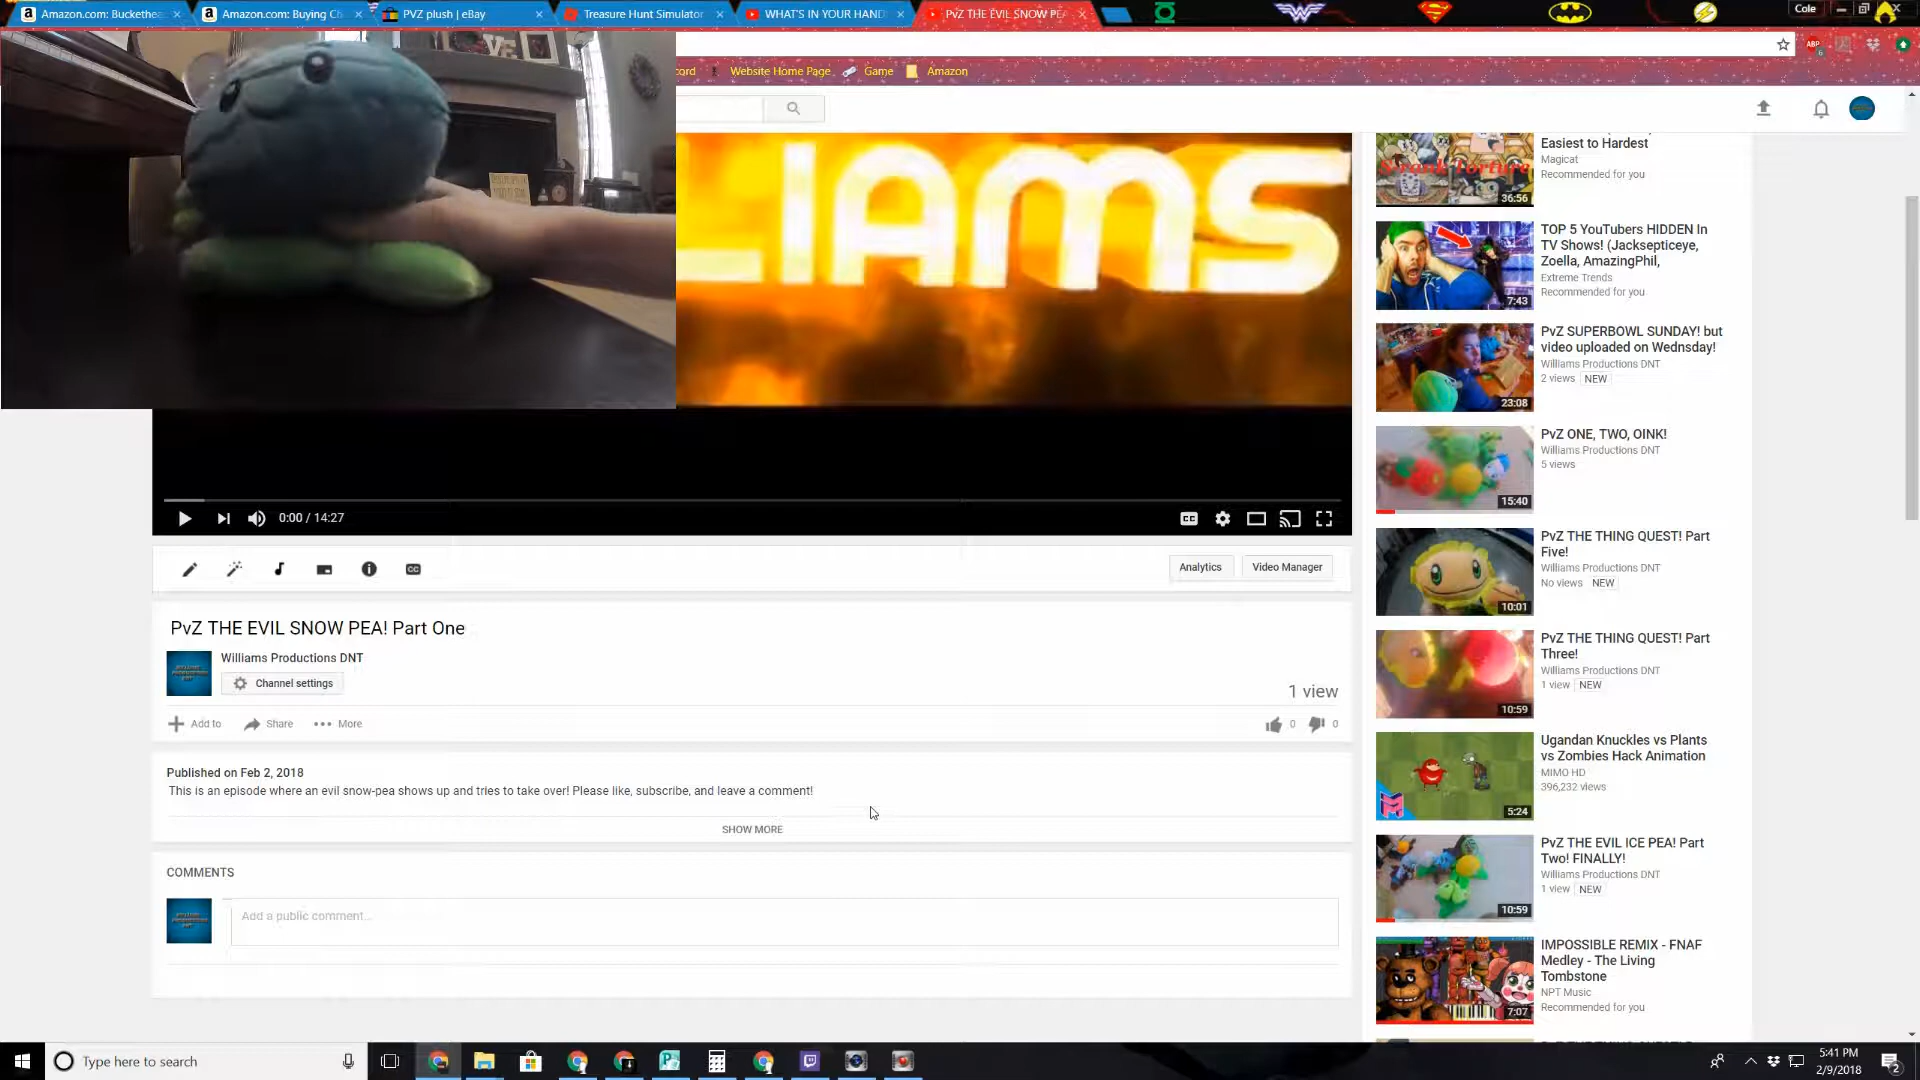 Amazon.com: Buckethea
Amazon.com: Buying Ch
PVZ plush | eBay
Treasure Hunt Simulator
WHAT'S IN YOUR HAND
PvZ THE EVIL SNOW PE
Cole
Website Home Page
Game
Amazon
LIAMS
0:00 / 14:27
Analytics
Video Manager
PvZ THE EVIL SNOW PEA! Part One
Williams Productions DNT
Channel settings
1 view
Add to
Share
More
0
0
Published on Feb 2, 2018
This is an episode where an evil snow-pea shows up and tries to take over! Please like, subscribe, and leave a comment!
SHOW MORE
COMMENTS
Add a public comment...
Easiest to Hardest
Magicat
Recommended for you
S-rank Torture
36:56
TOP 5 YouTubers HIDDEN In
TV Shows! (Jacksepticeye,
Zoella, AmazingPhil,
Extreme Trends
Recommended for you
7:43
PvZ SUPERBOWL SUNDAY! but
video uploaded on Wednsday!
Williams Productions DNT
2 views NEW
23:08
PvZ ONE, TWO, OINK!
Williams Productions DNT
5 views
15:40
PvZ THE THING QUEST! Part
Five!
Williams Productions DNT
No views NEW
10:01
PvZ THE THING QUEST! Part
Three!
Williams Productions DNT
1 view NEW
10:59
Ugandan Knuckles vs Plants
vs Zombies Hack Animation
MIMO HD
396,232 views
5:24
PvZ THE EVIL ICE PEA! Part
Two! FINALLY!
Williams Productions DNT
1 view NEW
10:59
IMPOSSIBLE REMIX - FNAF
Medley - The Living
Tombstone
NPT Music
Recommended for you
7:07
Type here to search
5:41 PM
2/9/2018